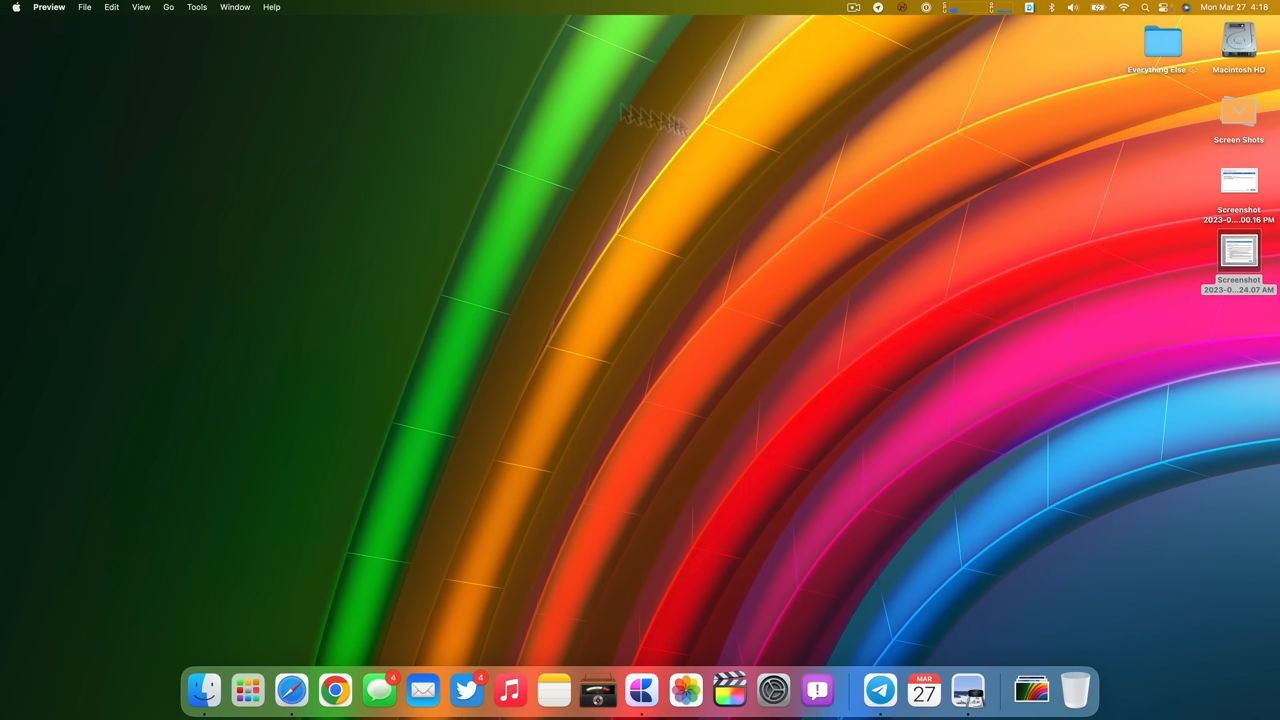 Preview File Edit View Go Tools Window Help Mon Mar 27 4:18
Everything Else Macintosh HD
Screen Shots
Screenshot
2023-0....00.16 PM
Screenshot
2023-0...24.07 AM
4
4
MAR
27